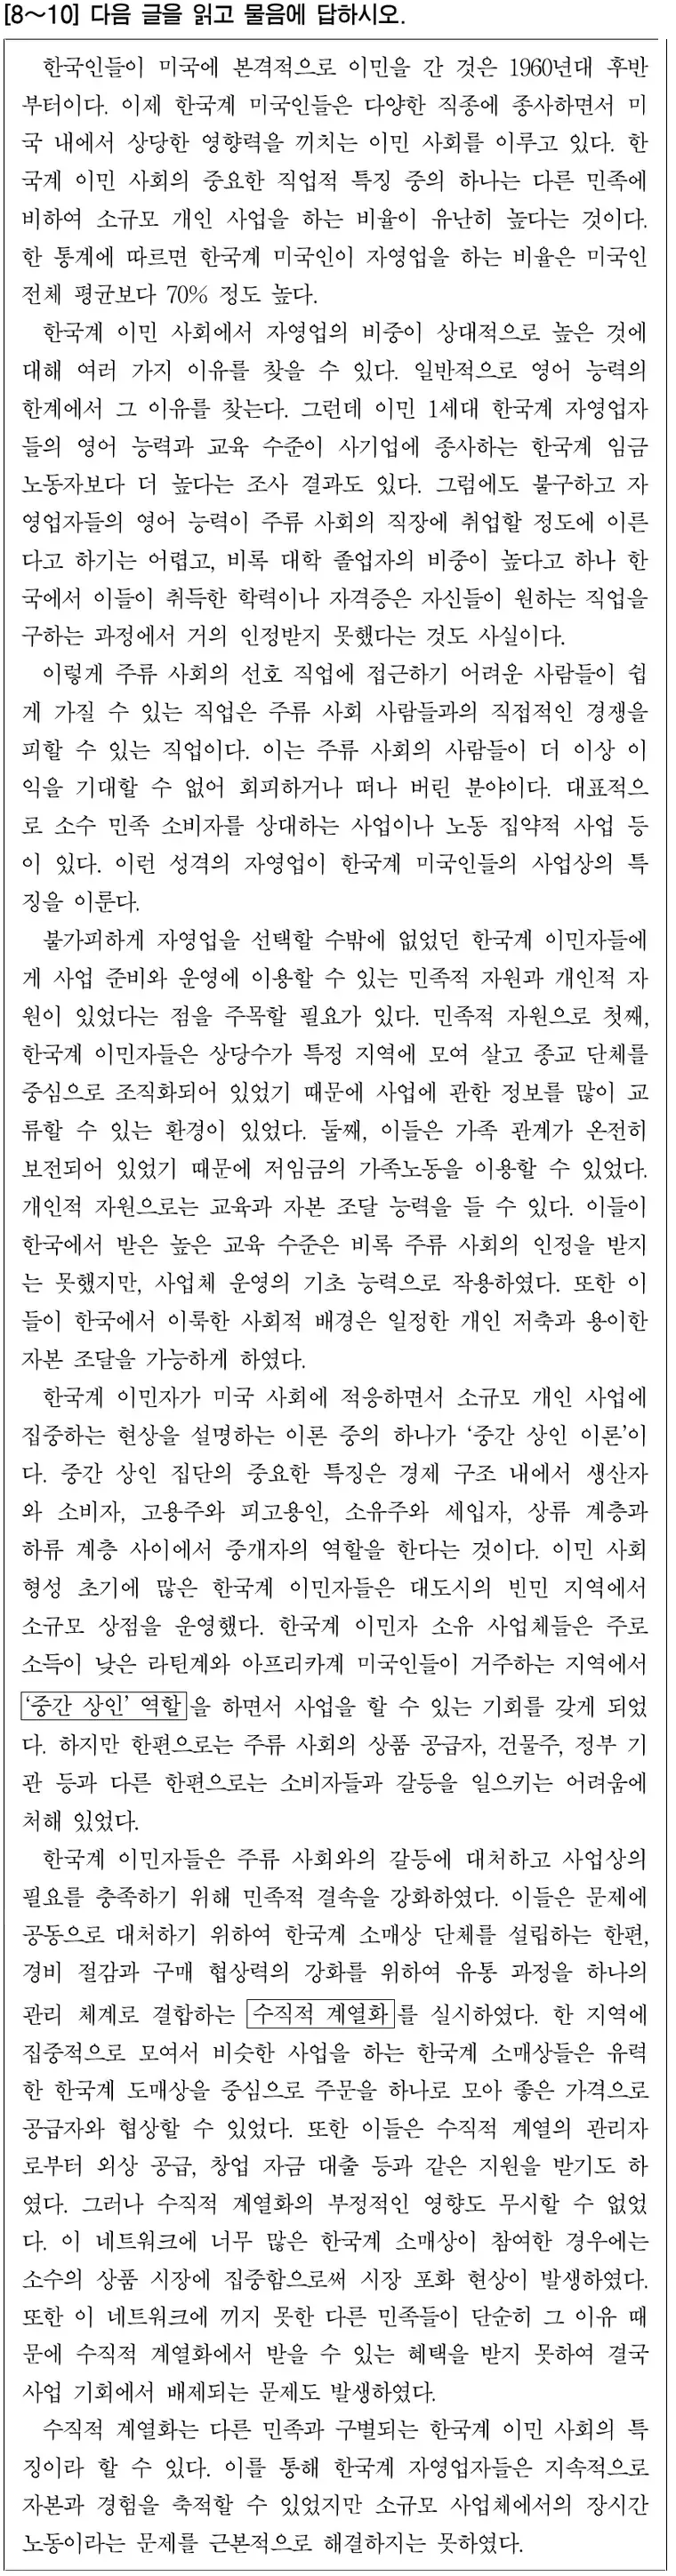 [8~10] 다음 글을 읽고 물음에 답하시오.
한국인들이 미국에 본격적으로 이민을 간 것은 1960년대 후반
부터이다. 이제 한국계 미국인들은 다양한 직종에 종사하면서 미
국 내에서 상당한 영향력을 끼치는 이민 사회를 이루고 있다. 한
국계 이민 사회의 중요한 직업적 특징 중의 하나는 다른 민족에
비하여 소규모 개인 사업을 하는 비율이 유난히 높다는 것이다.
한 통계에 따르면 한국계 미국인이 자영업을 하는 비율은 미국인
전체 평균보다 70% 정도 높다.
한국계 이민 사회에서 자영업의 비중이 상대적으로 높은 것에
대해 여러 가지 이유를 찾을 수 있다. 일반적으로 영어 능력의
한계에서 그 이유를 찾는다. 그런데 이민 1세대 한국계 자영업자
들의 영어 능력과 교육 수준이 사기업에 종사하는 한국계 임금
노동자보다 더 높다는 조사 결과도 있다. 그럼에도 불구하고 자
영업자들의 영어 능력이 주류 사회의 직장에 취업할 정도에 이른
다고 하기는 어렵고, 비록 대학 졸업자의 비중이 높다고 하나 한
국에서 이들이 취득한 학력이나 자격증은 자신들이 원하는 직업을
구하는 과정에서 거의 인정받지 못했다는 것도 사실이다.
이렇게 주류 사회의 선호 직업에 접근하기 어려운 사람들이 쉽
게 가질 수 있는 직업은 주류 사회 사람들과의 직접적인 경쟁을
피할 수 있는 직업이다. 이는 주류 사회의 사람들이 더 이상 이
익을 기대할 수 없어 회피하거나 떠나 버린 분야이다. 대표적으
로 소수 민족 소비자를 상대하는 사업이나 노동 집약적 사업 등
이 있다. 이런 성격의 자영업이 한국계 미국인들의 사업상의 특
징을 이룬다.
불가피하게 자영업을 선택할 수밖에 없었던 한국계 이민자들에
게 사업 준비와 운영에 이용할 수 있는 민족적 자원과 개인적 자
원이 있었다는 점을 주목할 필요가 있다. 민족적 자원으로 첫째,
한국계 이민자들은 상당수가 특정 지역에 모여 살고 종교 단체를
중심으로 조직화되어 있었기 때문에 사업에 관한 정보를 많이 교
류할 수 있는 환경이 있었다. 둘째, 이들은 가족 관계가 온전히
보전되어 있었기 때문에 저임금의 가족노동을 이용할 수 있었다.
개인적 자원으로는 교육과 자본 조달 능력을 들 수 있다. 이들이
한국에서 받은 높은 교육 수준은 비록 주류 사회의 인정을 받지
는 못했지만, 사업체 운영의 기초 능력으로 작용하였다. 또한 이
들이 한국에서 이룩한 사회적 배경은 일정한 개인 저축과 용이한
자본 조달을 가능하게 하였다.
한국계 이민자가 미국 사회에 적응하면서 소규모 개인 사업에
집중하는 현상을 설명하는 이론 중의 하나가 ‘중간 상인 이론’이
다. 중간 상인 집단의 중요한 특징은 경제 구조 내에서 생산자
와 소비자, 고용주와 피고용인, 소유주와 세입자, 상류 계층과
하류 계층 사이에서 중개자의 역할을 한다는 것이다. 이민 사회
형성 초기에 많은 한국계 이민자들은 대도시의 빈민 지역에서
소규모 상점을 운영했다. 한국계 이민자 소유 사업체들은 주로
소득이 낮은 라틴계와 아프리카계 미국인들이 거주하는 지역에서
‘중간 상인’ 역할을 하면서 사업을 할 수 있는 기회를 갖게 되었
다. 하지만 한편으로는 주류 사회의 상품 공급자, 건물주, 정부 기
관 등과 다른 한편으로는 소비자들과 갈등을 일으키는 어려움에
처해 있었다.
한국계 이민자들은 주류 사회와의 갈등에 대처하고 사업상의
필요를 충족하기 위해 민족적 결속을 강화하였다. 이들은 문제에
공동으로 대처하기 위하여 한국계 소매상 단체를 설립하는 한편,
경비 절감과 구매 협상력의 강화를 위하여 유통 과정을 하나의
관리 체계로 결합하는 수직적 계열화를 실시하였다. 한 지역에
집중적으로 모여서 비슷한 사업을 하는 한국계 소매상들은 유력
한 한국계 도매상을 중심으로 주문을 하나로 모아 좋은 가격으로
공급자와 협상할 수 있었다. 또한 이들은 수직적 계열의 관리자
로부터 외상 공급, 창업 자금 대출 등과 같은 지원을 받기도 하
였다. 그러나 수직적 계열화의 부정적인 영향도 무시할 수 없었
다. 이 네트워크에 너무 많은 한국계 소매상이 참여한 경우에는
소수의 상품 시장에 집중함으로써 시장 포화 현상이 발생하였다.
또한 이 네트워크에 끼지 못한 다른 민족들이 단순히 그 이유 때
문에 수직적 계열화에서 받을 수 있는 혜택을 받지 못하여 결국
사업 기회에서 배제되는 문제도 발생하였다.
수직적 계열화는 다른 민족과 구별되는 한국계 이민 사회의 특
징이라 할 수 있다. 이를 통해 한국계 자영업자들은 지속적으로
자본과 경험을 축적할 수 있었지만 소규모 사업체에서의 장시간
노동이라는 문제를 근본적으로 해결하지는 못하였다.